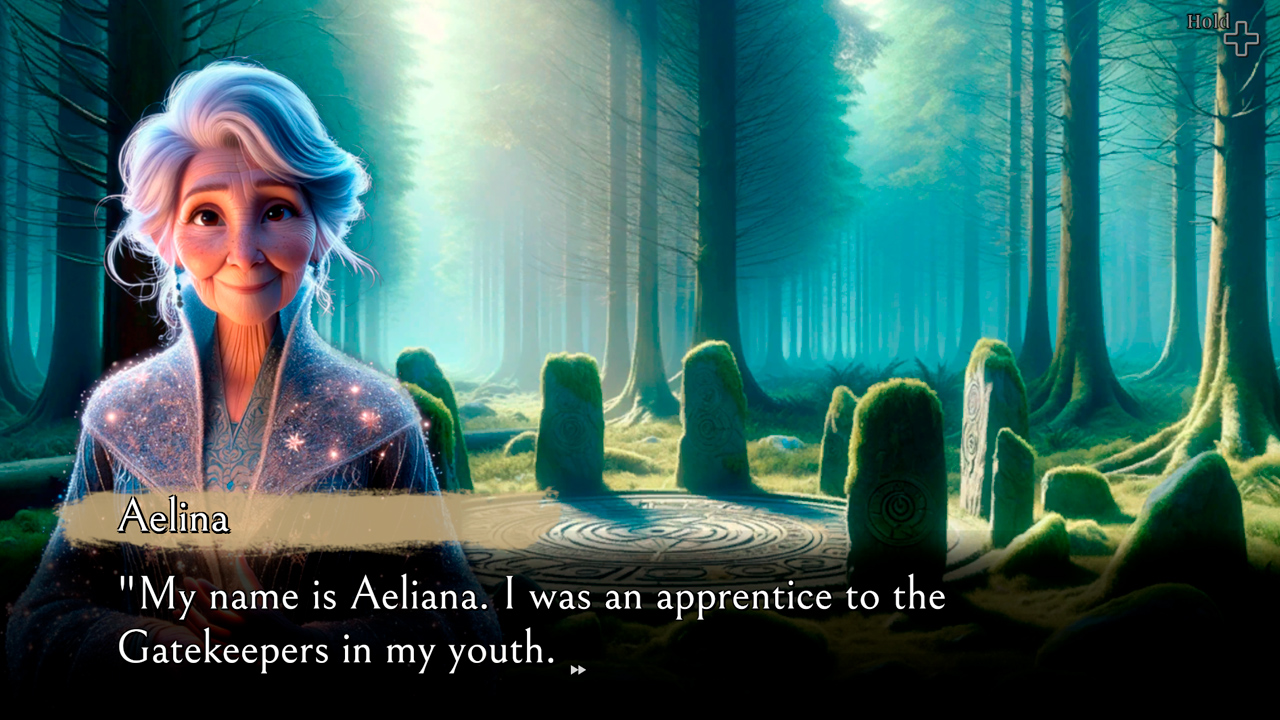 Hold
Aelina
"My name is Aeliana. I was an apprentice to the
Gatekeepers in my youth.